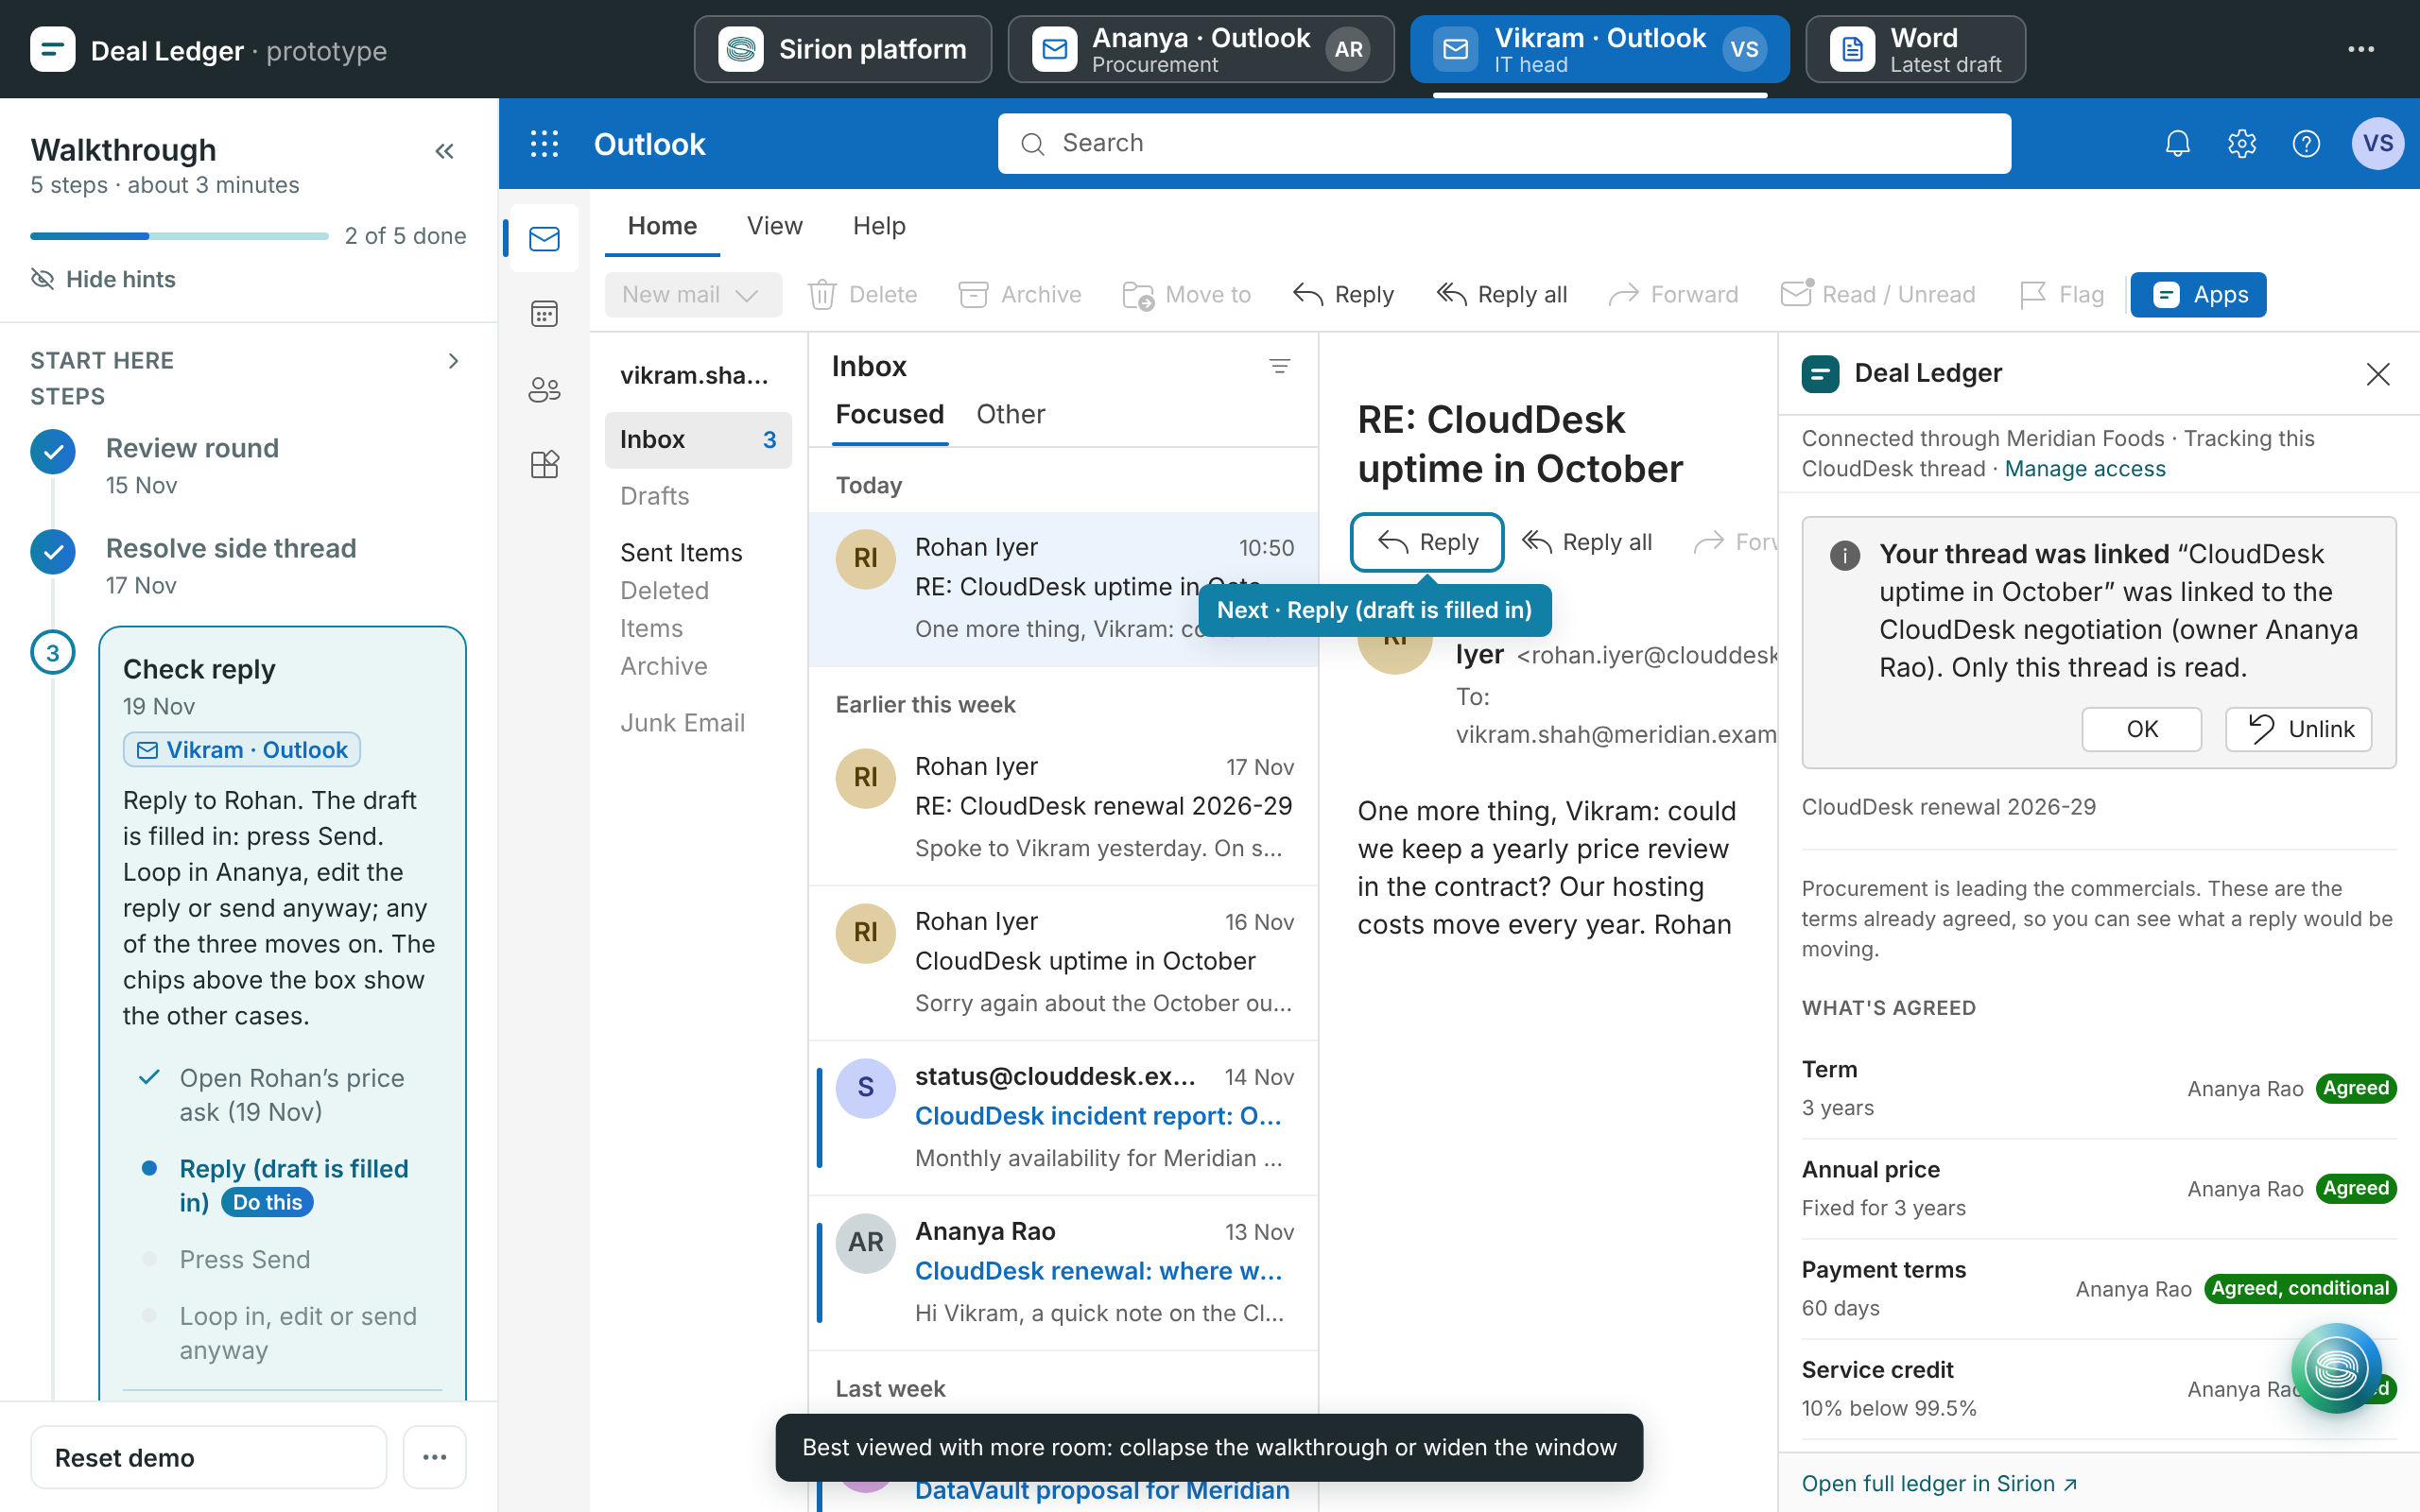 Deal Ledger · prototype
Sirion platform
Ananya · Outlook
Procurement
AR
Vikram · Outlook
IT head
VS
Word
Latest draft
Walkthrough
5 steps · about 3 minutes
2 of 5 done
Hide hints
START HERE
STEPS
Review round
15 Nov
Resolve side thread
17 Nov
3
Check reply
19 Nov
Vikram · Outlook
Reply to Rohan. The draft
is filled in: press Send.
Loop in Ananya, edit the
reply or send anyway; any
of the three moves on. The
chips above the box show
the other cases.
Open Rohan’s price
ask (19 Nov)
Reply (draft is filled
in) Do this
Press Send
Loop in, edit or send
anyway
Reset demo
Outlook
Search
VS
Home
View
Help
New mail
Delete
Archive
Move to
Reply
Reply all
Forward
Read / Unread
Flag
Apps
vikram.sha...
Inbox 3
Drafts
Sent Items
Deleted
Items
Archive
Junk Email
Inbox
Focused
Other
Today
RI
Rohan Iyer 10:50
RE: CloudDesk uptime in
One more thing, Vikram:
Earlier this week
RI
Rohan Iyer 17 Nov
RE: CloudDesk renewal 2026-29
Spoke to Vikram yesterday. On s...
RI
Rohan Iyer 16 Nov
CloudDesk uptime in October
Sorry again about the October ou...
S
status@clouddesk.ex... 14 Nov
CloudDesk incident report: O...
Monthly availability for Meridian ...
AR
Ananya Rao 13 Nov
CloudDesk renewal: where w...
Hi Vikram, a quick note on the Cl...
Last week
DataVault proposal for Meridian
RE: CloudDesk
uptime in October
Reply
Reply all
Next · Reply (draft is filled in)
Iyer <rohan.iyer@clouddesk
To:
vikram.shah@meridian.exam
One more thing, Vikram: could
we keep a yearly price review
in the contract? Our hosting
costs move every year. Rohan
Deal Ledger
Connected through Meridian Foods · Tracking this
CloudDesk thread · Manage access
Your thread was linked “CloudDesk
uptime in October” was linked to the
CloudDesk negotiation (owner Ananya
Rao). Only this thread is read.
OK
Unlink
CloudDesk renewal 2026-29
Procurement is leading the commercials. These are the
terms already agreed, so you can see what a reply would be
moving.
WHAT'S AGREED
Term
3 years
Ananya Rao Agreed
Annual price
Fixed for 3 years
Ananya Rao Agreed
Payment terms
60 days
Ananya Rao Agreed, conditional
Service credit
10% below 99.5%
Ananya
Open full ledger in Sirion ↗
Best viewed with more room: collapse the walkthrough or widen the window